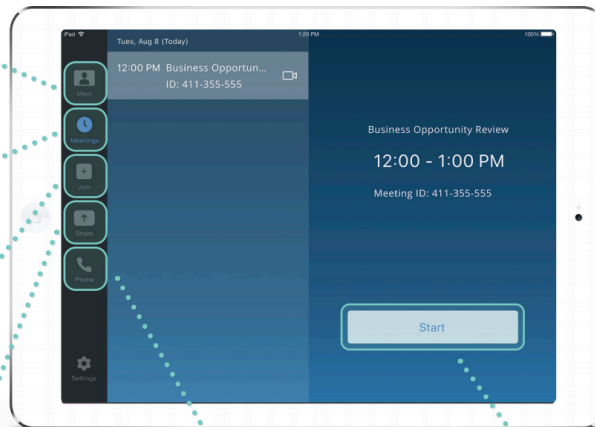 iPad
1:20 PM
100%
Tues, Aug 8 (Today)
12:00 PM Business Opportun...
ID: 411-355-555
Meet
Meetings
Join
Share
Phone
Settings
Business Opportunity Review
12:00 - 1:00 PM
Meeting ID: 411-355-555
Start